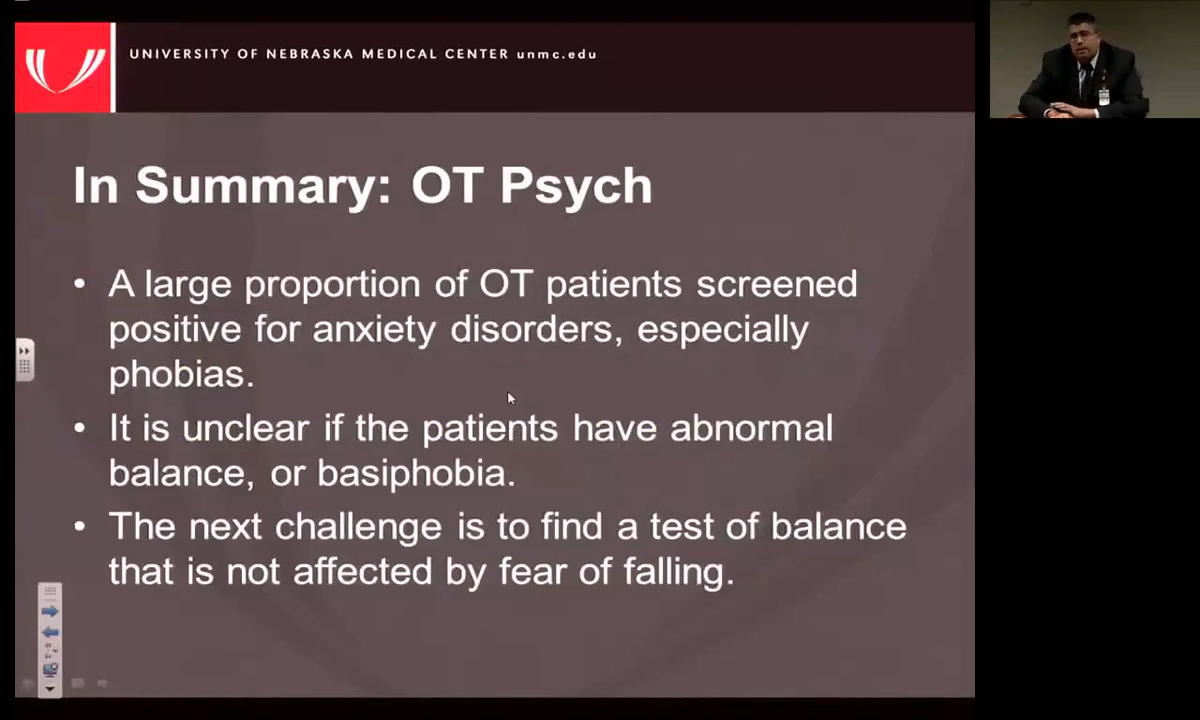 UNIVERSITY OF NEBRASKA MEDICAL CENTER unmc.edu
In Summary: OT Psych
• A large proportion of OT patients screened
positive for anxiety disorders, especially
phobias.
• It is unclear if the patients have abnormal
balance, or basiphobia.
• The next challenge is to find a test of balance
that is not affected by fear of falling.